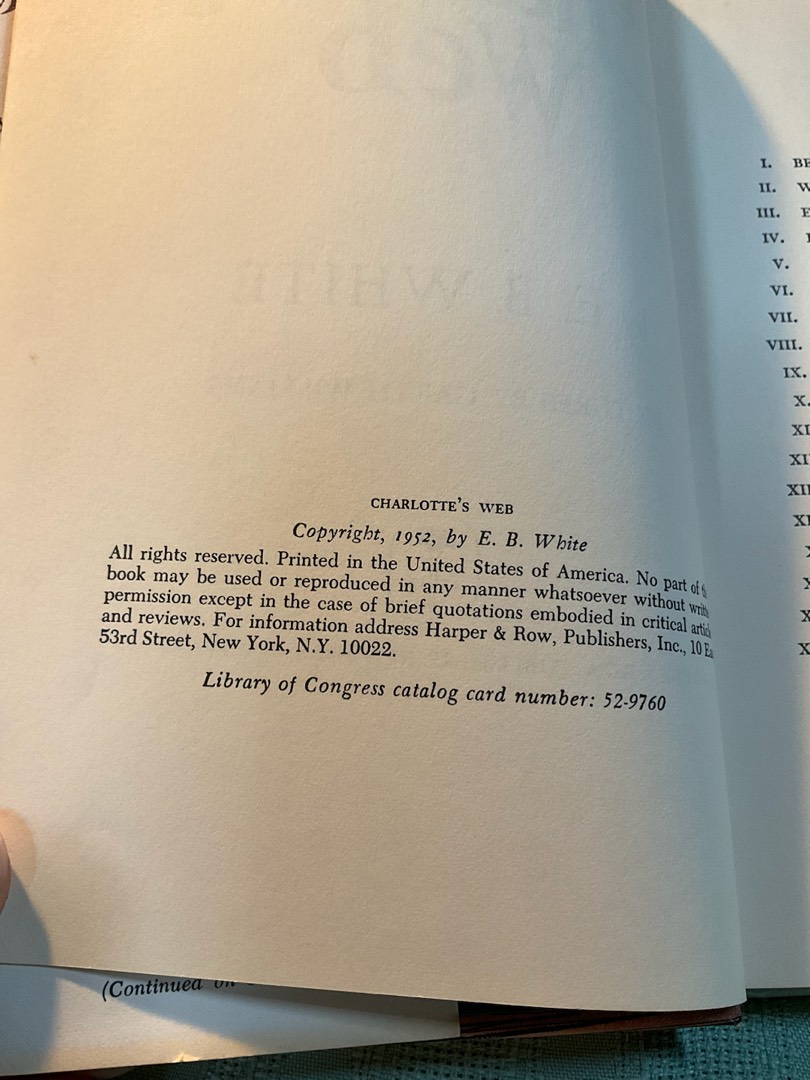 CHARLOTTE'S WEB
Copyright, 1952, by E. B. White
All rights reserved. Printed in the United States of America. No part of
book may be used or reproduced in any manner whatsoever without
permission except in the case of brief quotations embodied in critical
and reviews. For information address Harper & Row, Publishers, Inc., 10
53rd Street, New York, N.Y. 10022.
Library of Congress catalog card number: 52-9760
(Continued on
I.
II.
III.
IV.
V.
VI.
VII.
VIII.
IX.
X.